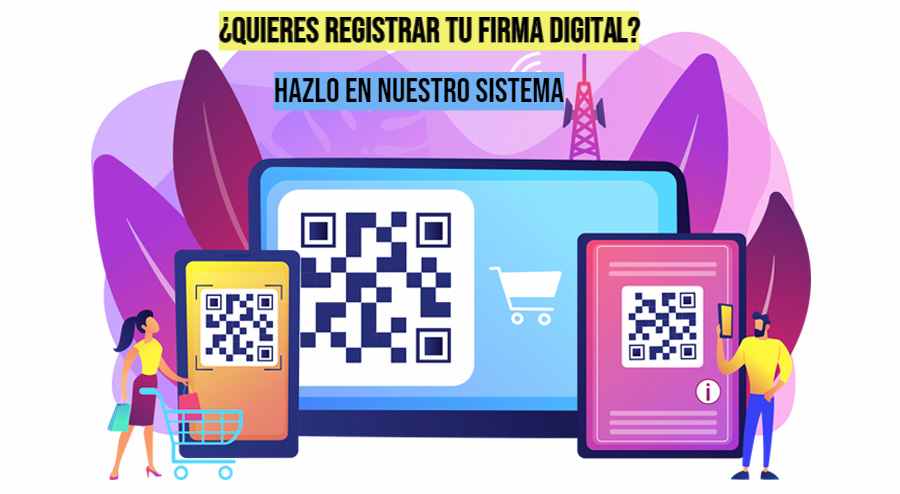 ¿QUIERES REGISTRAR TU FIRMA DIGITAL?
HAZLO EN NUESTRO SISTEMA
i